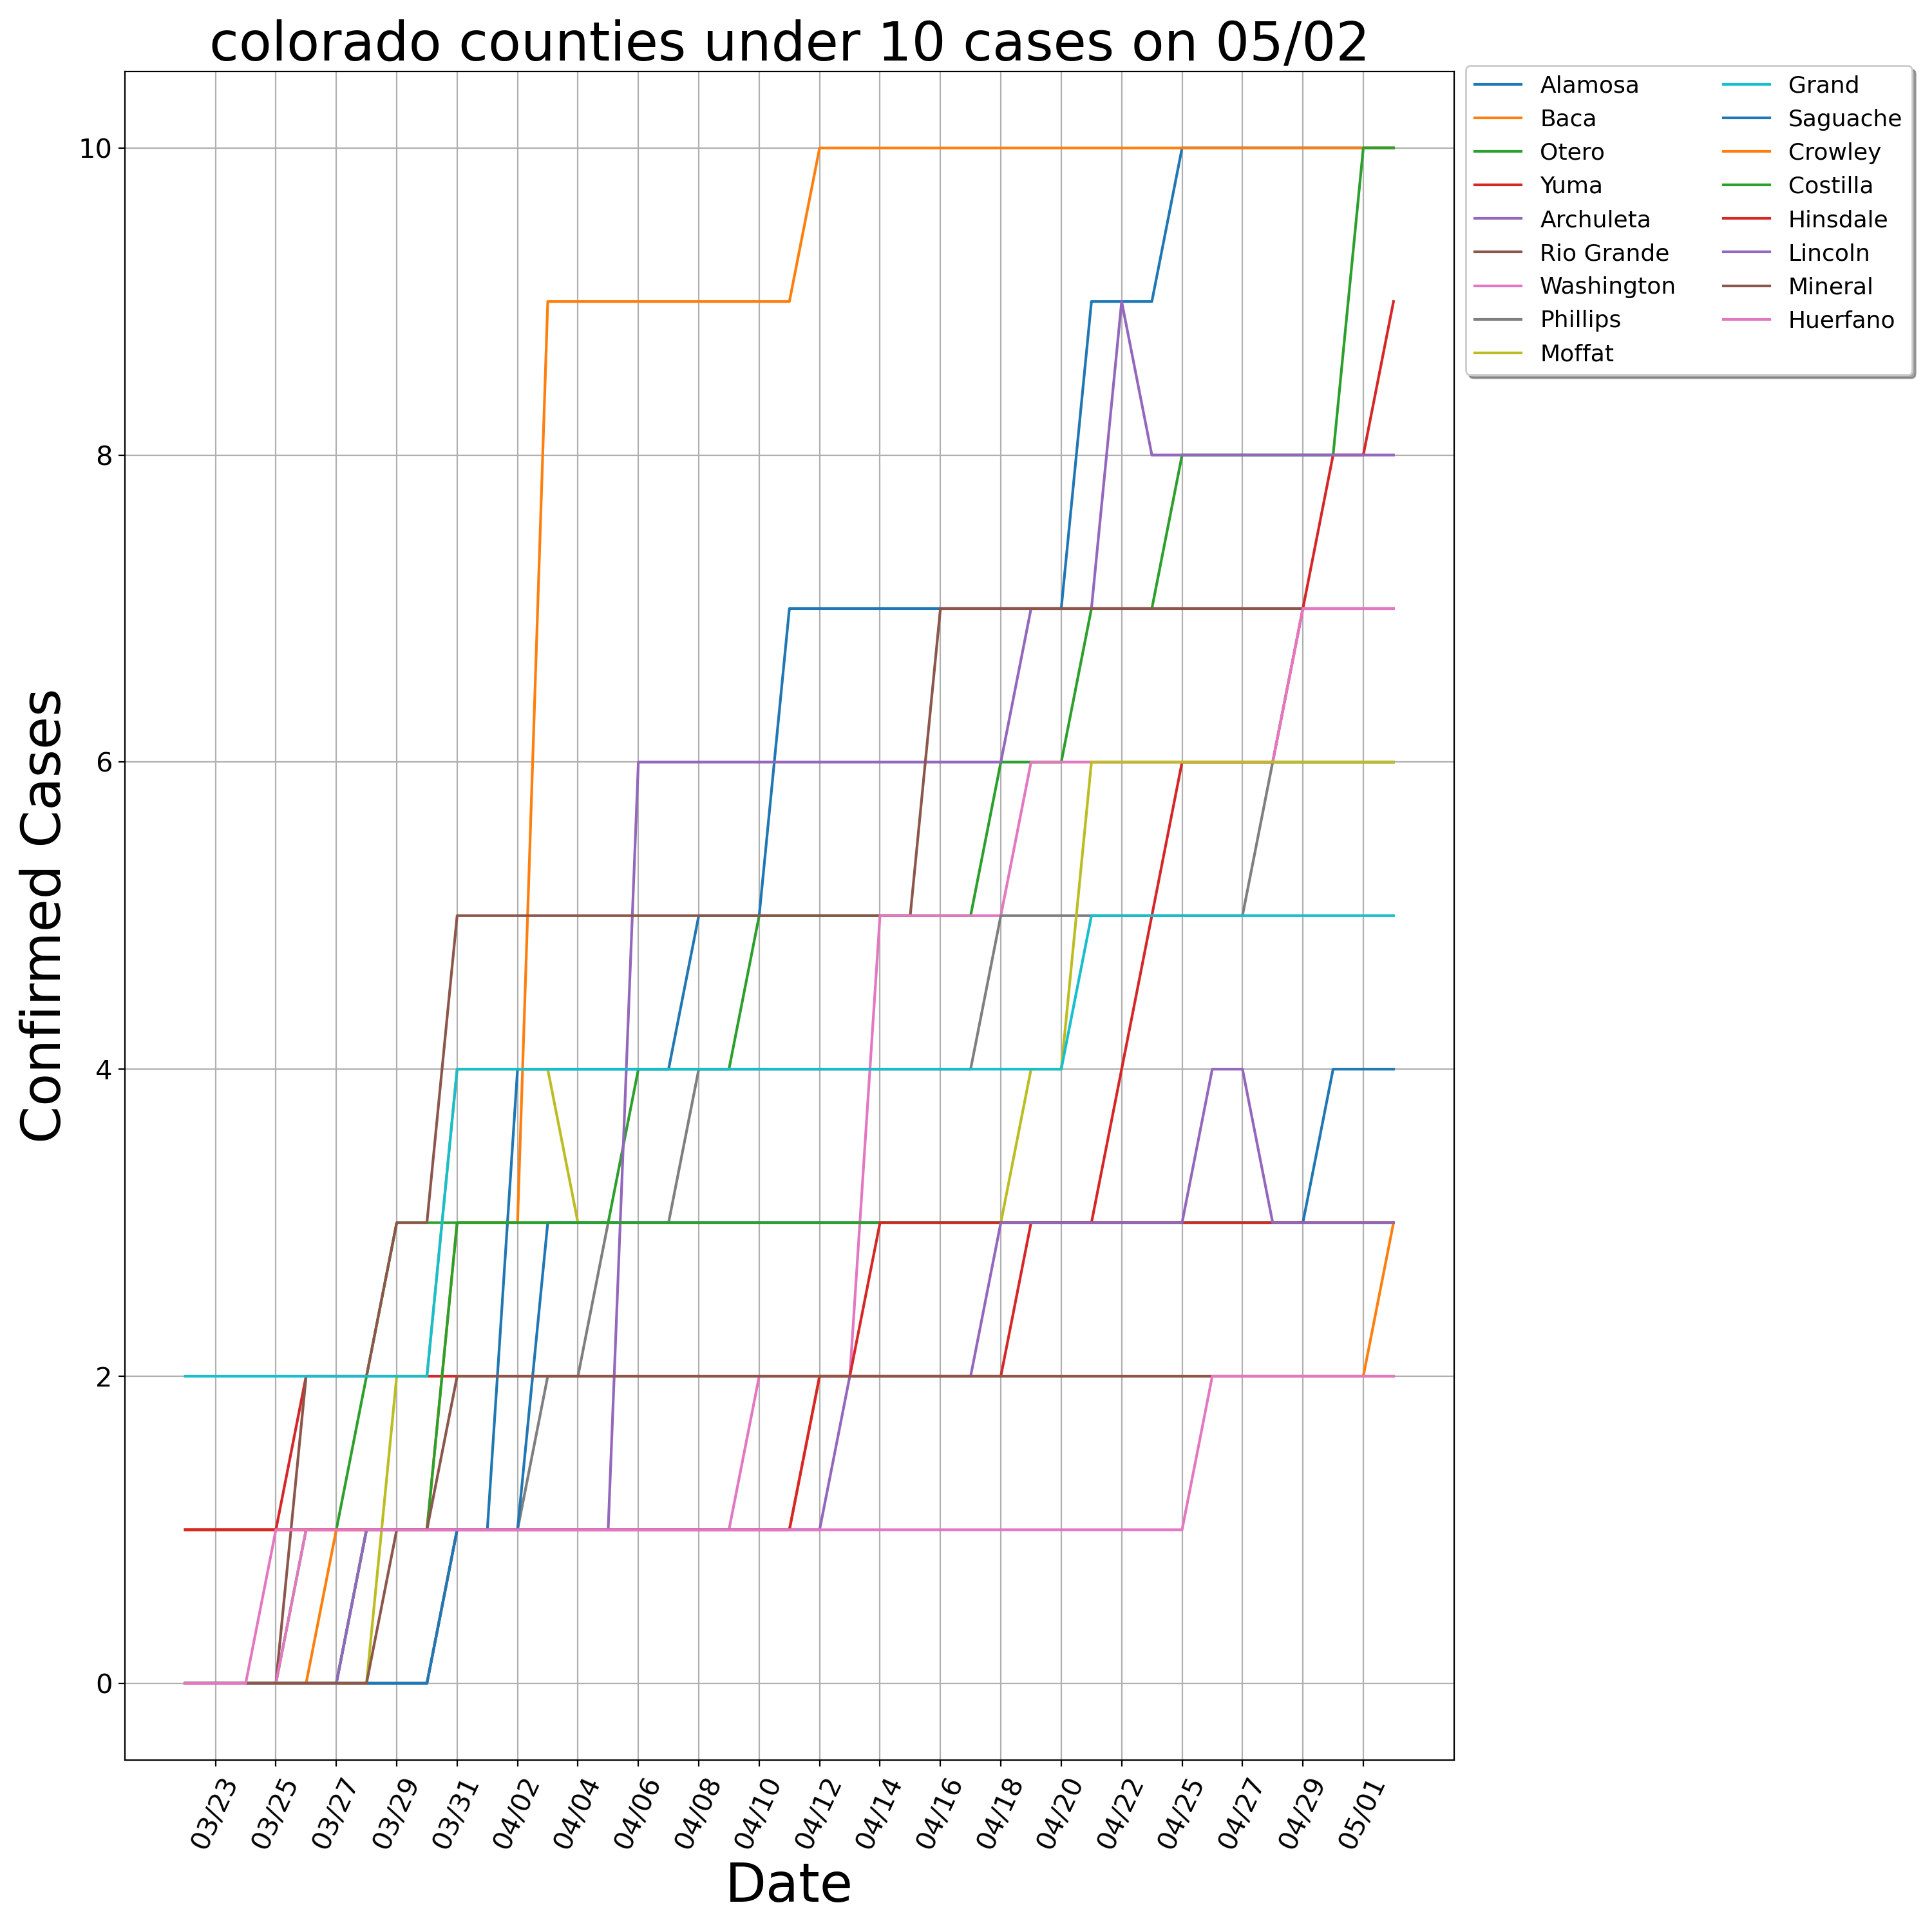 colorado counties under 10 cases on 05/02
Confirmed Cases
10
8
6
4
2
0
03/23
03/25
03/27
03/29
03/31
04/02
04/04
04/06
04/08
04/10
04/12
04/14
04/16
04/18
04/20
04/22
04/25
04/27
04/29
05/01
Date
Alamosa
Baca
Otero
Yuma
Archuleta
Rio Grande
Washington
Phillips
Moffat
Grand
Saguache
Crowley
Costilla
Hinsdale
Lincoln
Mineral
Huerfano